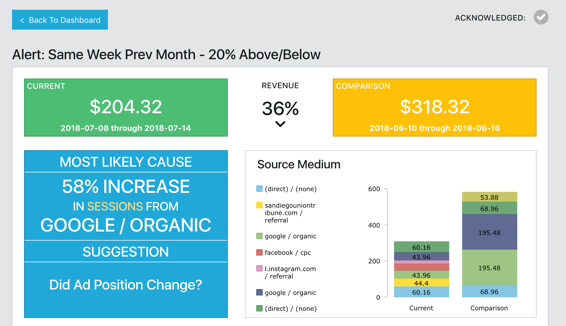 < Back To Dashboard
ACKNOWLEDGED:
Alert: Same Week Prev Month - 20% Above/Below
CURRENT
$204.32
2018-07-08 through 2018-07-14
REVENUE
36%
COMPARISON
$318.32
2018-06-10 through 2018-06-16
MOST LIKELY CAUSE
58% INCREASE
IN SESSIONS FROM
GOOGLE / ORGANIC
SUGGESTION
Did Ad Position Change?
Source Medium
(direct) / (none)
sandiegouniontr
ibune.com /
referral
google / organic
facebook / cpc
l.instagram.com
/ referral
google / organic
(direct) / (none)
600
400
200
0
60.16
43.96
43.96
44.4
60.16
Current
53.88
68.96
195.48
195.48
68.96
Comparison